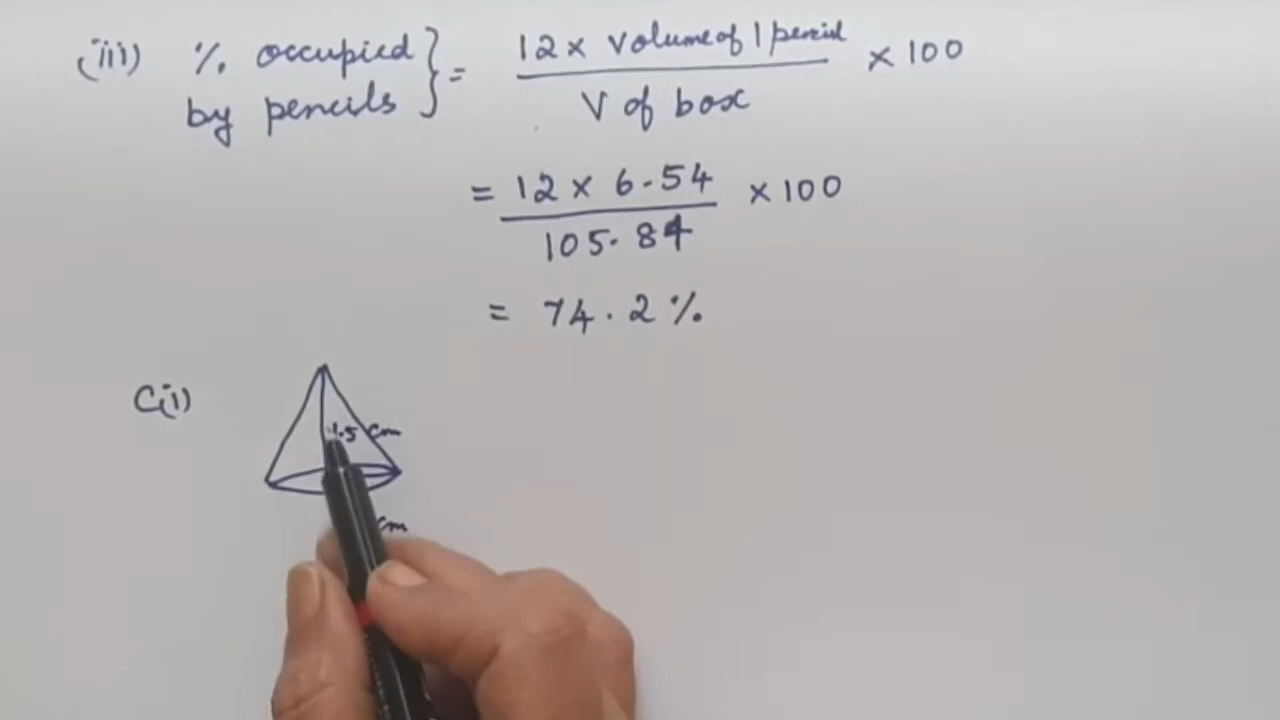 (iii) % occupied by pencils } = 12 × Volume of 1 pencil / V of box × 100
= 12 × 6.54 / 105.84 × 100
= 74.2 %
C(i)
1.5 cm
cm